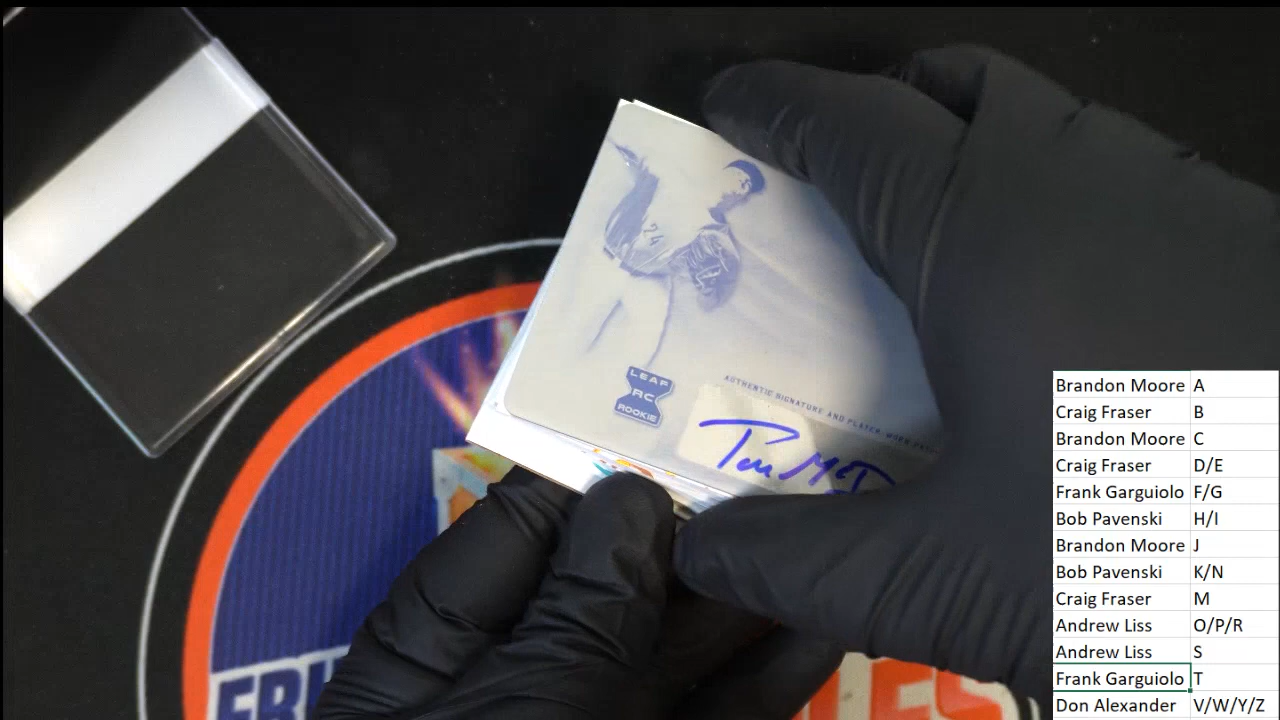 24
LEAF
RC
ROOKIE
AUTHENTIC SIGNATURE AND PLAYER-WORN
Brandon Moore A
Craig Fraser B
Brandon Moore C
Craig Fraser D/E
Frank Garguiolo F/G
Bob Pavenski H/I
Brandon Moore J
Bob Pavenski K/N
Craig Fraser M
Andrew Liss O/P/R
Andrew Liss S
Frank Garguiolo T
Don Alexander V/W/Y/Z